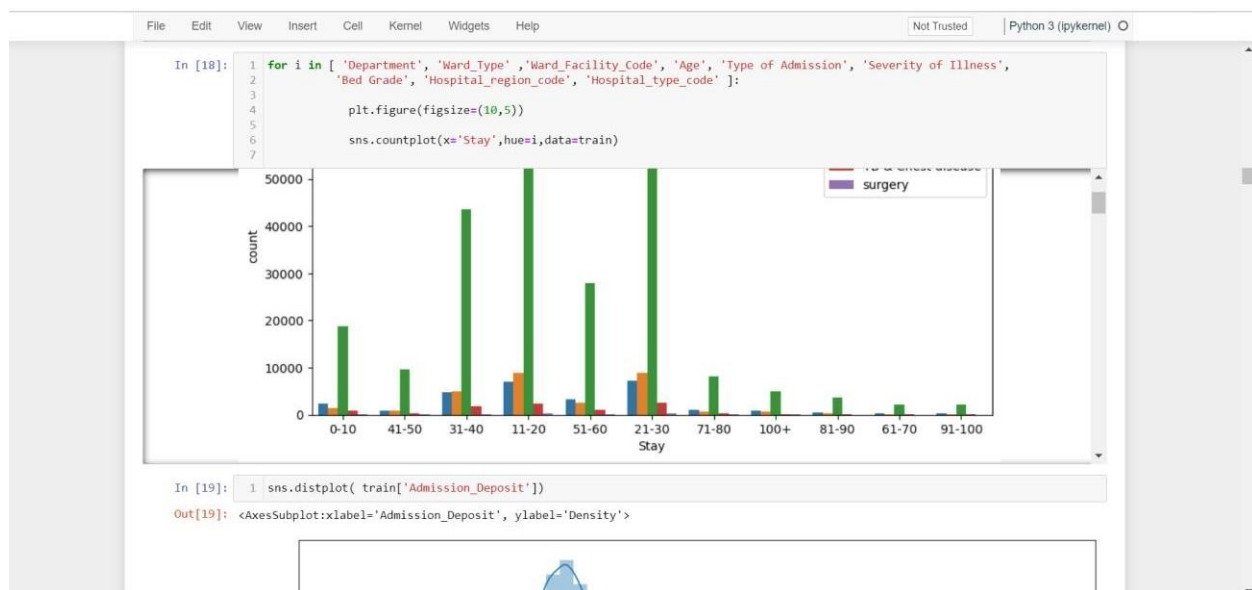 File Edit View Insert Cell Kernel Widgets Help Not Trusted Python 3 (ipykernel)
In [18]: 1 for i in [ 'Department', 'Ward_Type' ,'Ward_Facility_Code', 'Age', 'Type of Admission', 'Severity of Illness',
2 'Bed Grade', 'Hospital_region_code', 'Hospital_type_code' ]:
3
4 plt.figure(figsize=(10,5))
5
6 sns.countplot(x='Stay',hue=i,data=train)
7
TB & Chest disease
surgery
50000
40000
30000
20000
10000
0
count
0-10 41-50 31-40 11-20 51-60 21-30 71-80 100+ 81-90 61-70 91-100
Stay
In [19]: 1 sns.distplot( train['Admission_Deposit'])
Out[19]: <AxesSubplot:xlabel='Admission_Deposit', ylabel='Density'>